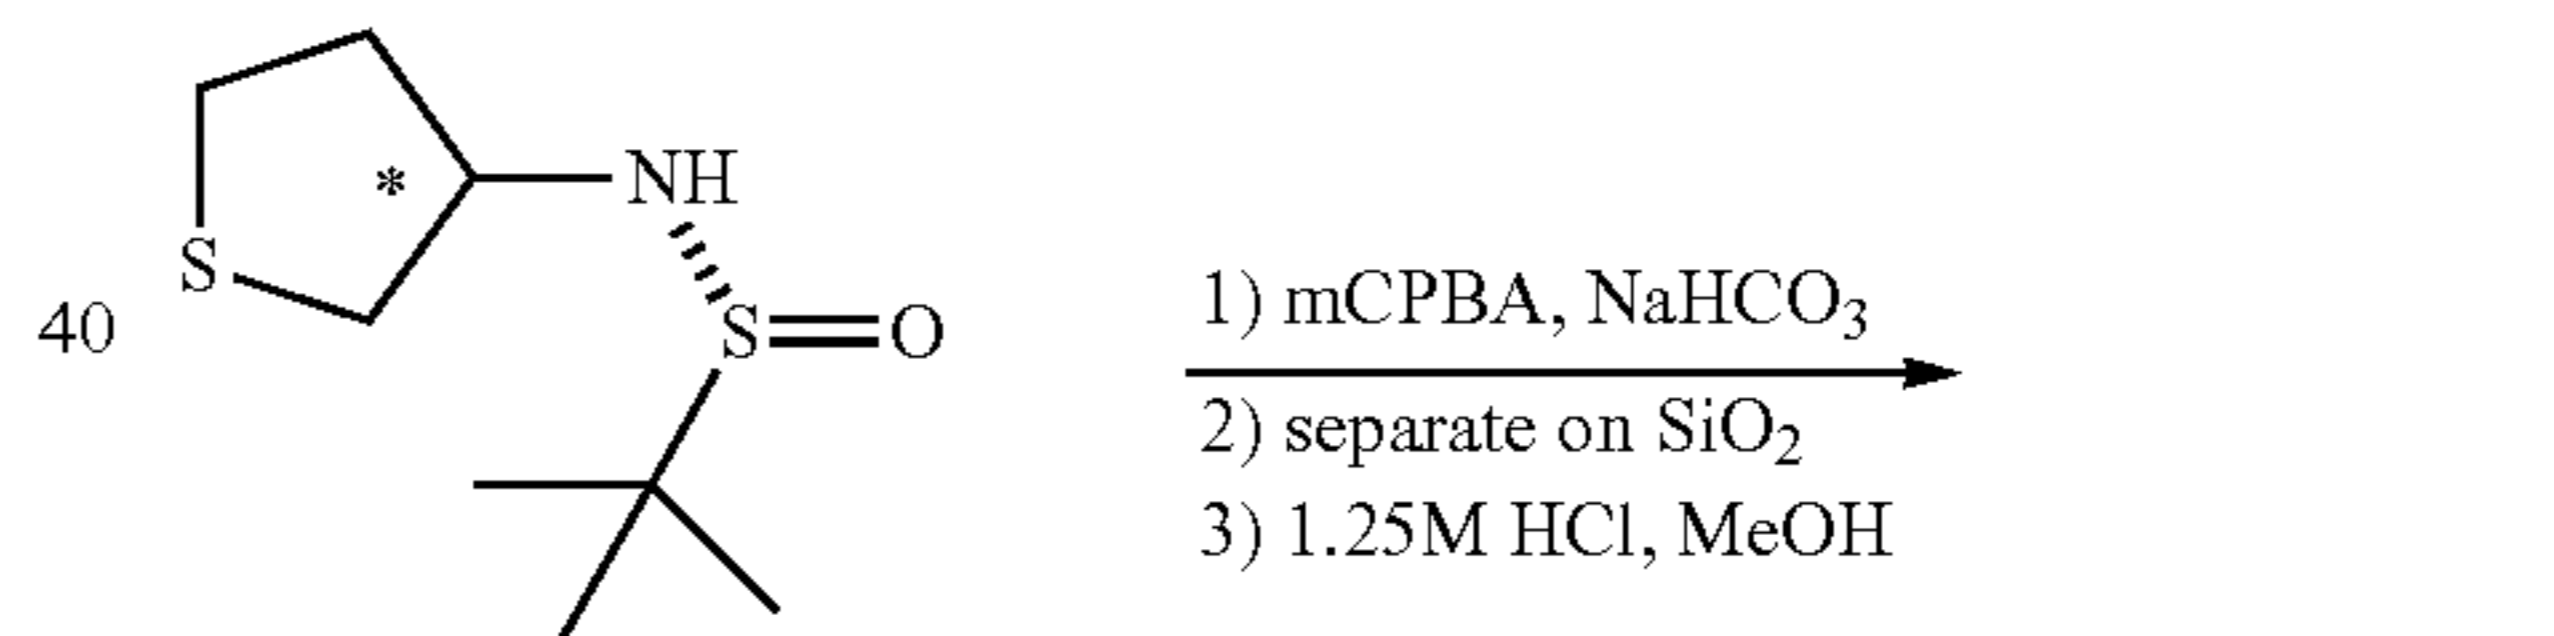 NH
*
S
40
S=O
1) mCPBA, NaHCO₃
2) separate on SiO₂
3) 1.25M HCl, MeOH